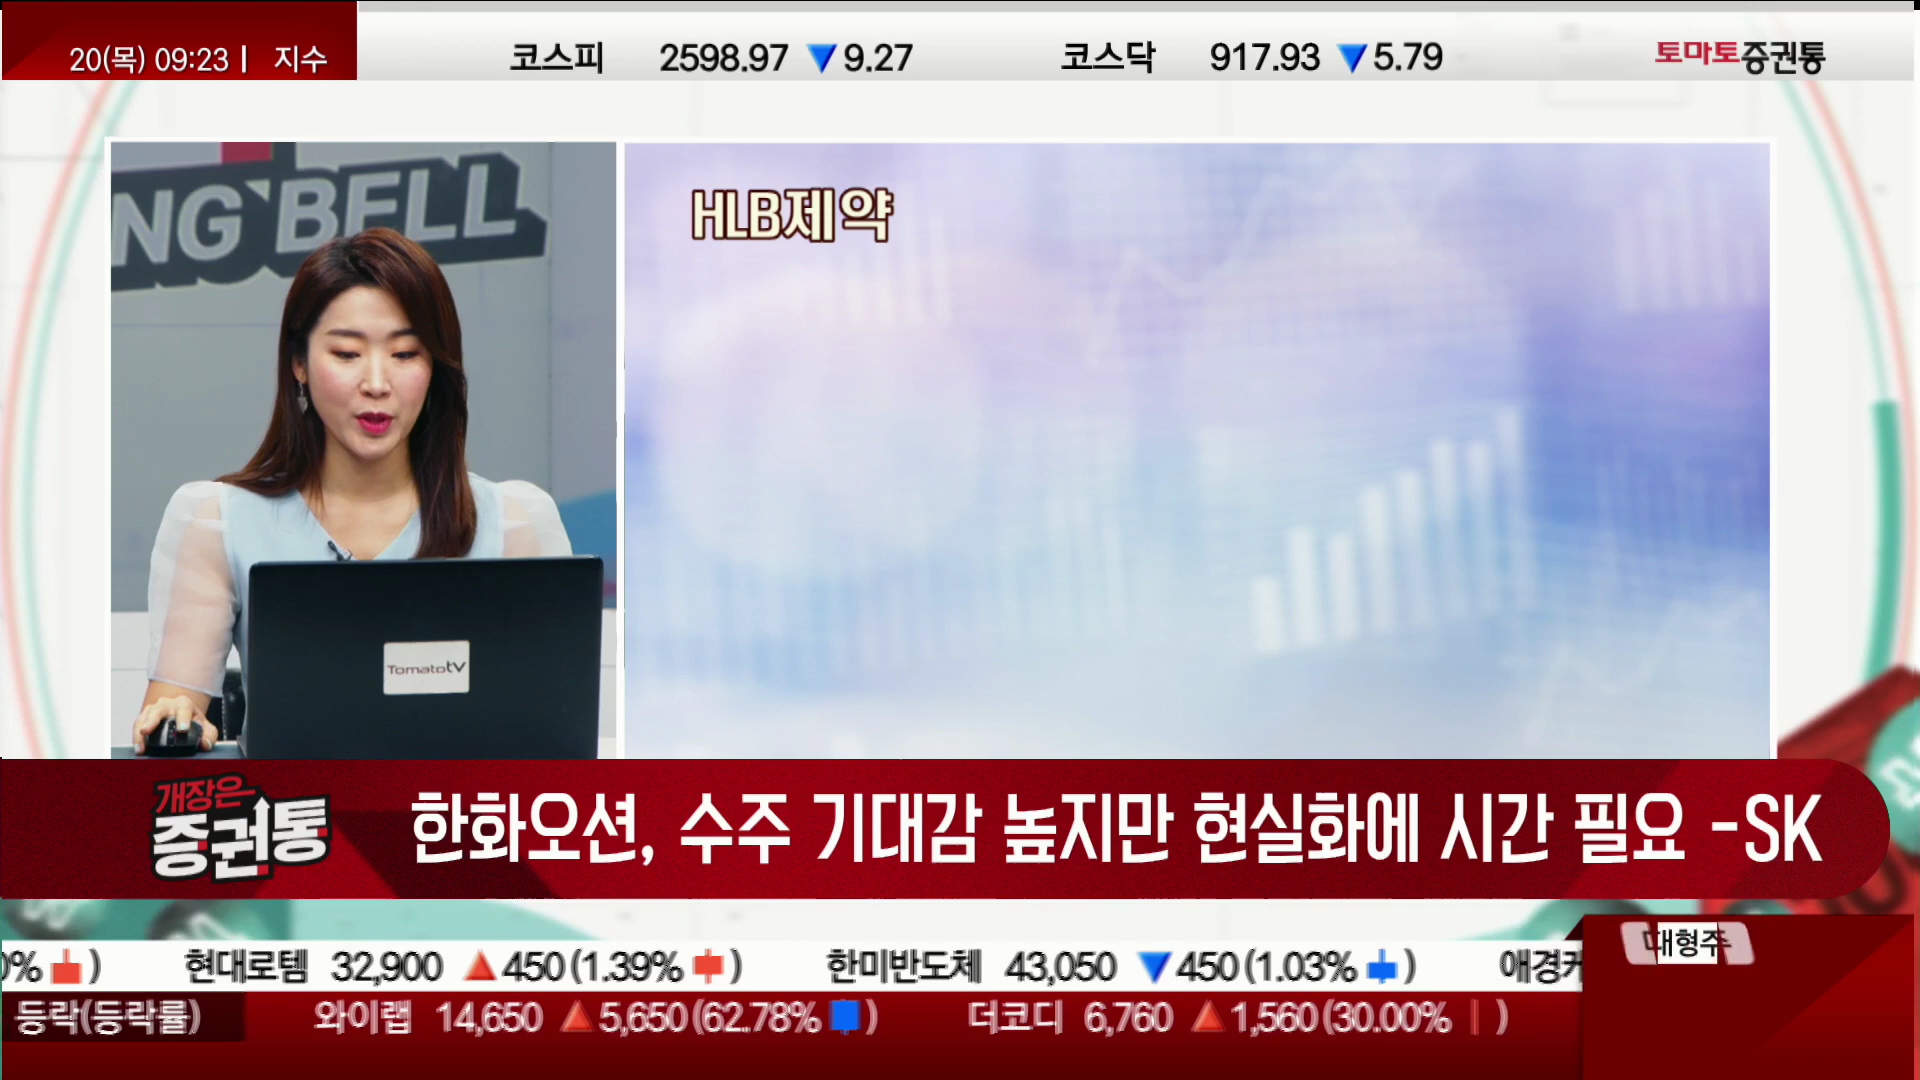 20(목) 09:23 | 지수
코스피 2598.97 ▼9.27
코스닥 917.93 ▼5.79
토마토증권통
NG BELL
HLB제약
Tomatotv
개장은
증권통
한화오션, 수주 기대감 높지만 현실화에 시간 필요 -SK
0% ) 현대로템 32,900 ▲450(1.39% ) 한미반도체 43,050 ▼450(1.03% ) 애경케
대형주
등락(등락률) 와이랩 14,650 ▲5,650(62.78% ) 더코디 6,760 ▲1,560(30.00% )